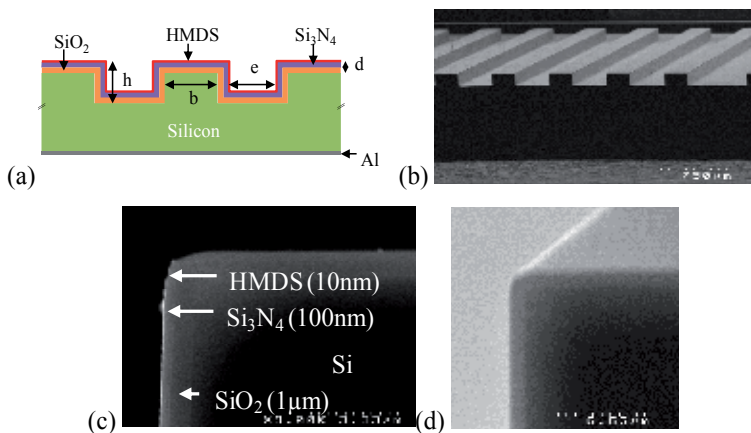 SiO₂ HMDS Si₃N₄
h e d
b
Silicon
Al
(a)
(b)
HMDS (10nm)
Si₃N₄ (100nm)
Si
SiO₂ (1µm)
(c)
(d)